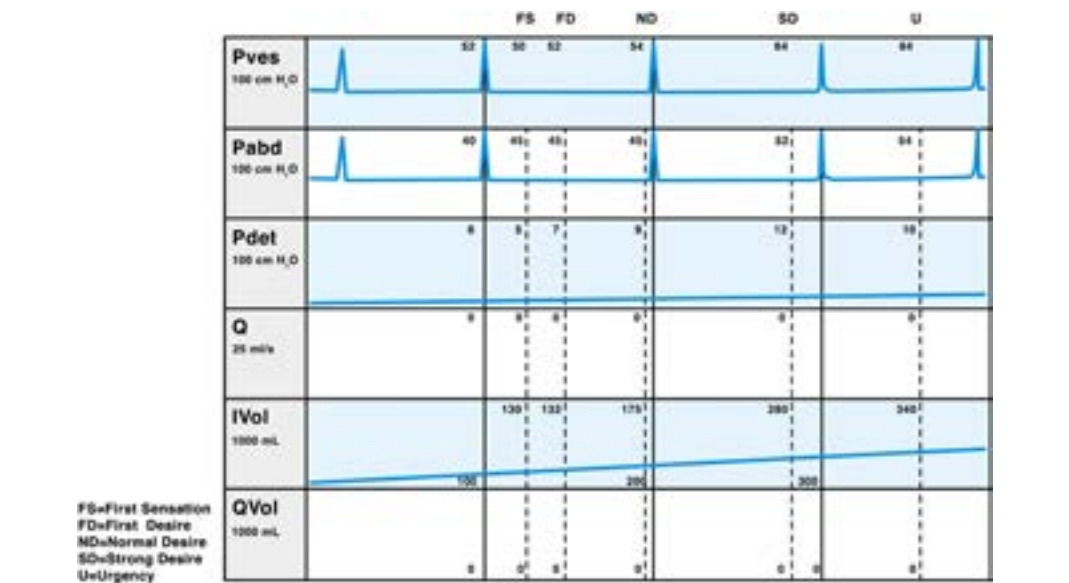 FS FD ND SD U
Pves 52 50 52 54 64 64
100 cm H₂O
Pabd 40 45 45 45 52 54
100 cm H₂O
Pdet 6 5 7 9 12 10
100 cm H₂O
Q 0 0 0 0 0 0
25 ml/s
IVol 130 132 175 280 340
1000 mL
100 200 300
FS=First Sensation QVol
FD=First Desire 1000 mL
ND=Normal Desire
SD=Strong Desire
U=Urgency 0 0 0 0 0 0 0